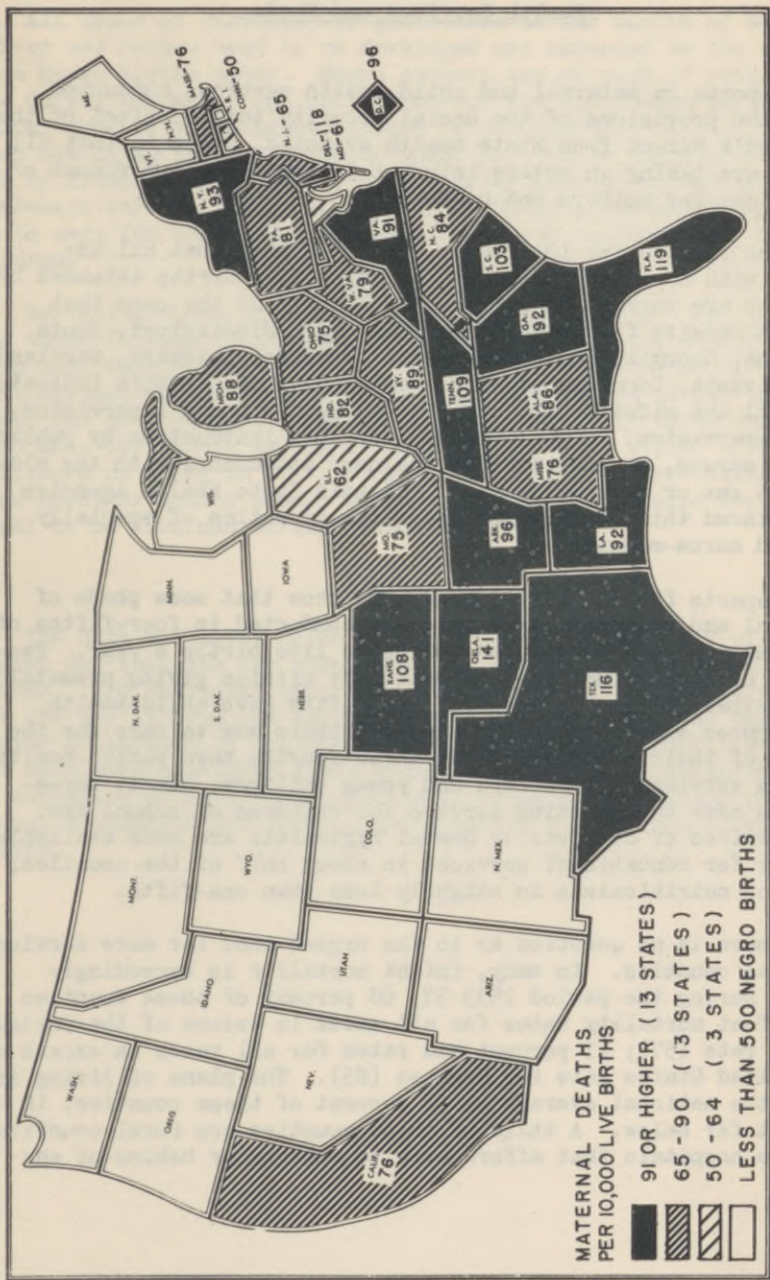 WASH.
OREG.
CALIF.
76
NEV.
IDAHO
MONT.
WYO.
UTAH
ARIZ.
COLO.
N. MEX.
N. DAK.
S. DAK.
NEBR.
KANS.
108
OKLA.
141
TEX.
116
MINN.
IOWA
MO.
75
ARK.
96
LA.
92
WIS.
ILL.
62
MICH.
88
IND.
82
OHIO
75
KY.
89
TENN.
109
MISS.
76
ALA.
86
GA.
92
FLA.
119
S.C.
103
N.C.
84
VA.
91
W. VA.
79
PA.
81
N.Y.
93
VT.
N.H.
ME.
MASS-76
R.I.
CONN-50
N.J.-65
DEL-118
MD-61
D.C.-96
MATERNAL DEATHS
PER 10,000 LIVE BIRTHS
91 OR HIGHER (13 STATES)
65-90 (13 STATES)
50-64 (3 STATES)
LESS THAN 500 NEGRO BIRTHS